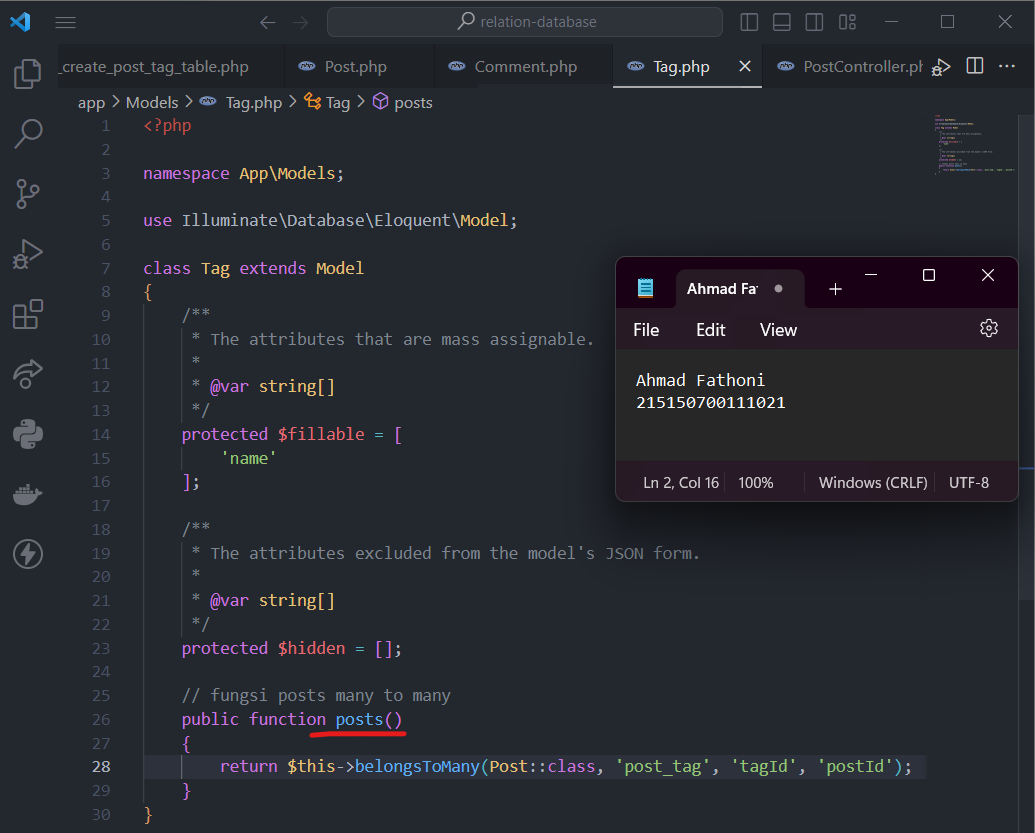 relation-database
_create_post_tag_table.php
Post.php
Comment.php
Tag.php
PostController.ph
app > Models > Tag.php > Tag > posts
1 <?php
2
3 namespace App\Models;
4
5 use Illuminate\Database\Eloquent\Model;
6
7 class Tag extends Model
8 {
9 /**
10 * The attributes that are mass assignable.
11 *
12 * @var string[]
13 */
14 protected $fillable = [
15 'name'
16 ];
17
18 /**
19 * The attributes excluded from the model's JSON form.
20 *
21 * @var string[]
22 */
23 protected $hidden = [];
24
25 // fungsi posts many to many
26 public function posts()
27 {
28 return $this->belongsToMany(Post::class, 'post_tag', 'tagId', 'postId');
29 }
30 }
Ahmad Fat
File Edit View
Ahmad Fathoni
215150700111021
Ln 2, Col 16 100% Windows (CRLF) UTF-8